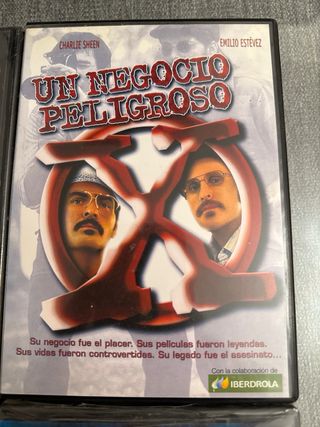 CHARLIE SHEEN EMILIO ESTÉVEZ
UN NEGOCIO
PELIGROSO
X
Su negocio fue el placer. Sus películas fueron leyendas.
Sus vidas fueron controvertidas. Su legado fue el asesinato...
Con la colaboración de
IBERDROLA